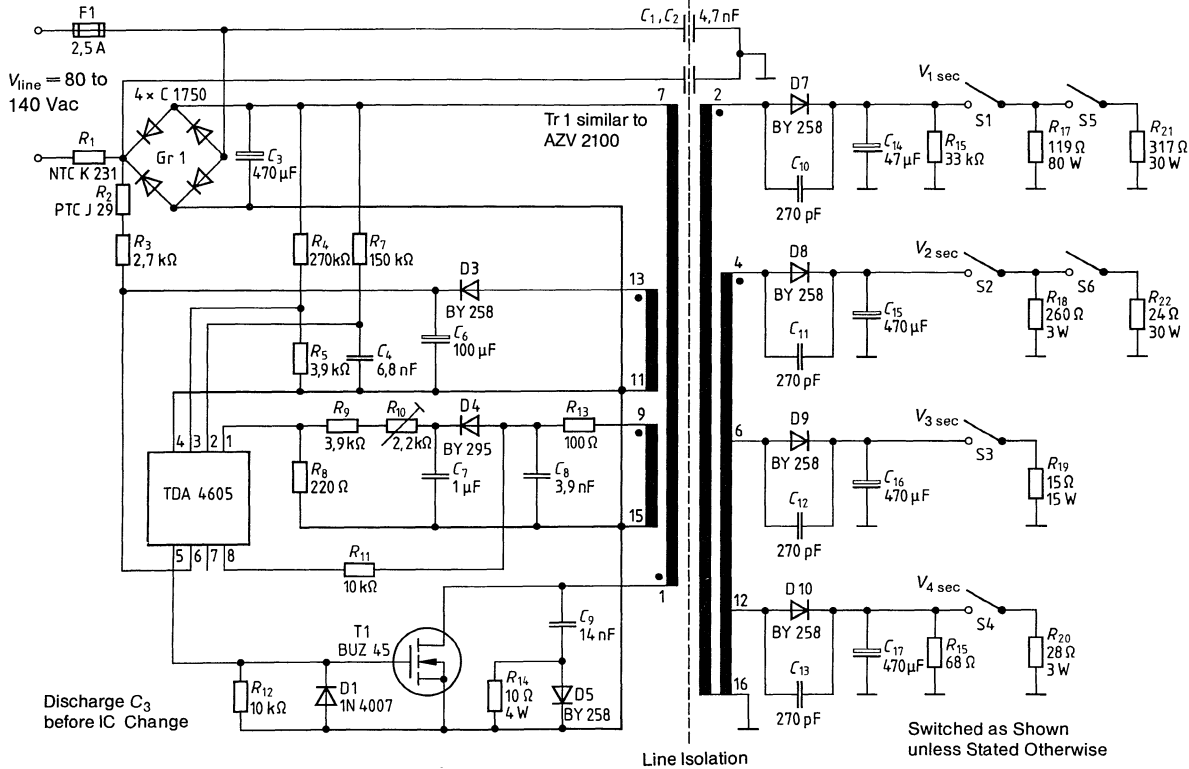 F1
2,5 A
C1, C2
4,7 nF
Vline = 80 to
140 Vac
4 × C 1750
R1
NTC K 231
Gr 1
C3
470 µF
7
Tr 1 similar to
AZV 2100
R2
PTC J 29
R3
2,7 kΩ
R4
270kΩ
R7
150 kΩ
D3
BY 258
13
C6
100 µF
R5
3,9 kΩ
C4
6,8 nF
11
4 3 2 1
TDA 4605
5 6 7 8
R9
3,9kΩ
R10
2,2kΩ
D4
BY 295
R13
100Ω
9
R8
220 Ω
C7
1 µF
C8
3,9 nF
15
R11
10 kΩ
1
T1
BUZ 45
C9
14 nF
R12
10 kΩ
D1
1N 4007
R14
10 Ω
4 W
D5
BY 258
Discharge C3
before IC Change
Line Isolation
2
D7
BY 258
C10
270 pF
C14
47 µF
R15
33 kΩ
V1 sec
S1
S5
R17
119 Ω
80 W
R21
317 Ω
30 W
4
D8
BY 258
C11
270 pF
C15
470 µF
V2 sec
S2
S6
R18
260 Ω
3 W
R22
24 Ω
30 W
6
D9
BY 258
C12
270 pF
C16
470 µF
V3 sec
S3
R19
15 Ω
15 W
12
D10
BY 258
C13
270 pF
C17
470 µF
R15
68 Ω
V4 sec
S4
R20
28 Ω
3 W
16
Switched as Shown
unless Stated Otherwise